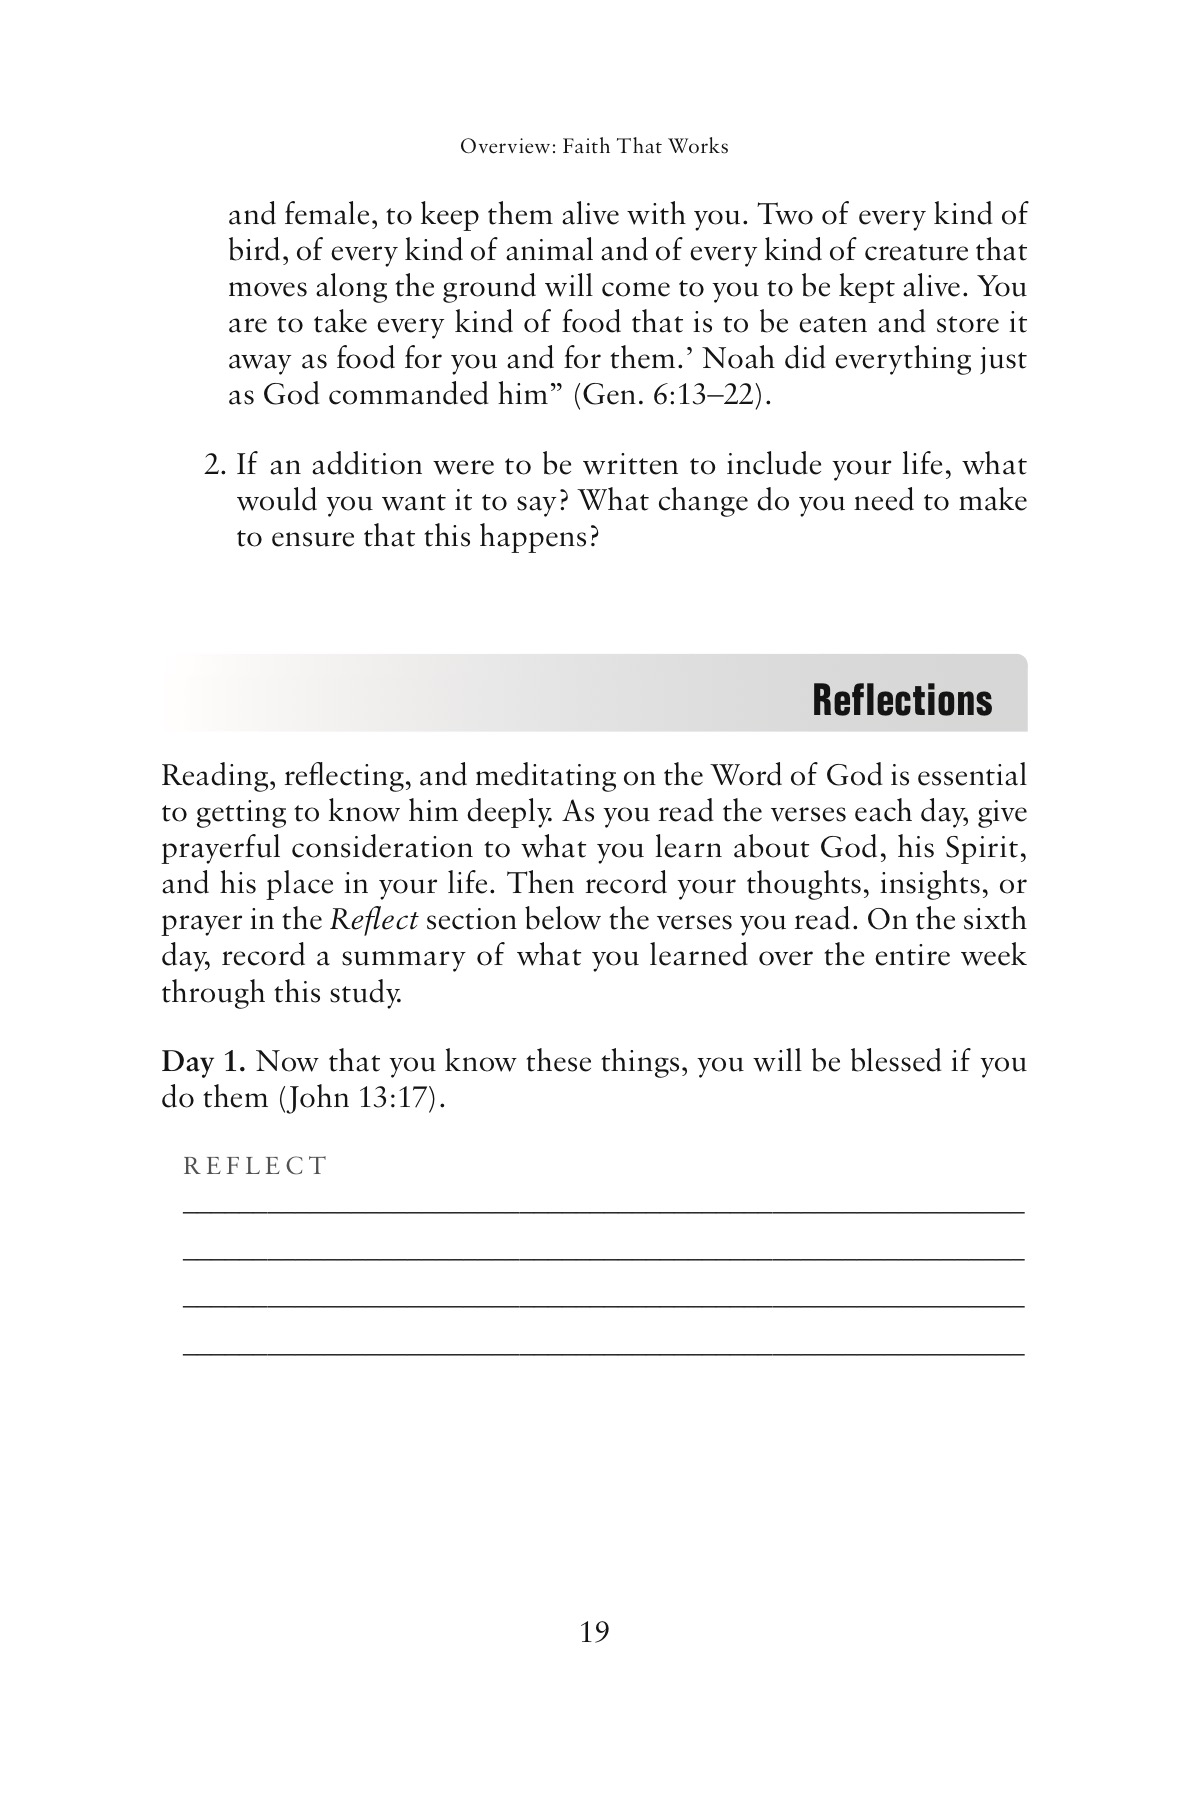 Overview: Faith That Works
and female, to keep them alive with you. Two of every kind of
bird, of every kind of animal and of every kind of creature that
moves along the ground will come to you to be kept alive. You
are to take every kind of food that is to be eaten and store it
away as food for you and for them.’ Noah did everything just
as God commanded him” (Gen. 6:13–22).
2. If an addition were to be written to include your life, what
would you want it to say? What change do you need to make
to ensure that this happens?
Reflections
Reading, reflecting, and meditating on the Word of God is essential
to getting to know him deeply. As you read the verses each day, give
prayerful consideration to what you learn about God, his Spirit,
and his place in your life. Then record your thoughts, insights, or
prayer in the Reflect section below the verses you read. On the sixth
day, record a summary of what you learned over the entire week
through this study.
Day 1. Now that you know these things, you will be blessed if you
do them (John 13:17).
REFLECT
19